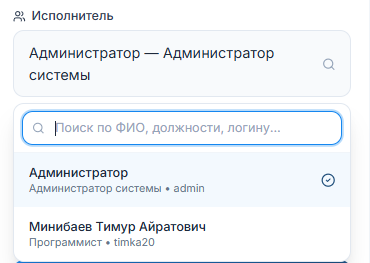 Исполнитель
Администратор — Администратор
системы
Поиск по ФИО, должности, логину...
Администратор
Администратор системы • admin
Минибаев Тимур Айратович
Программист • timka20